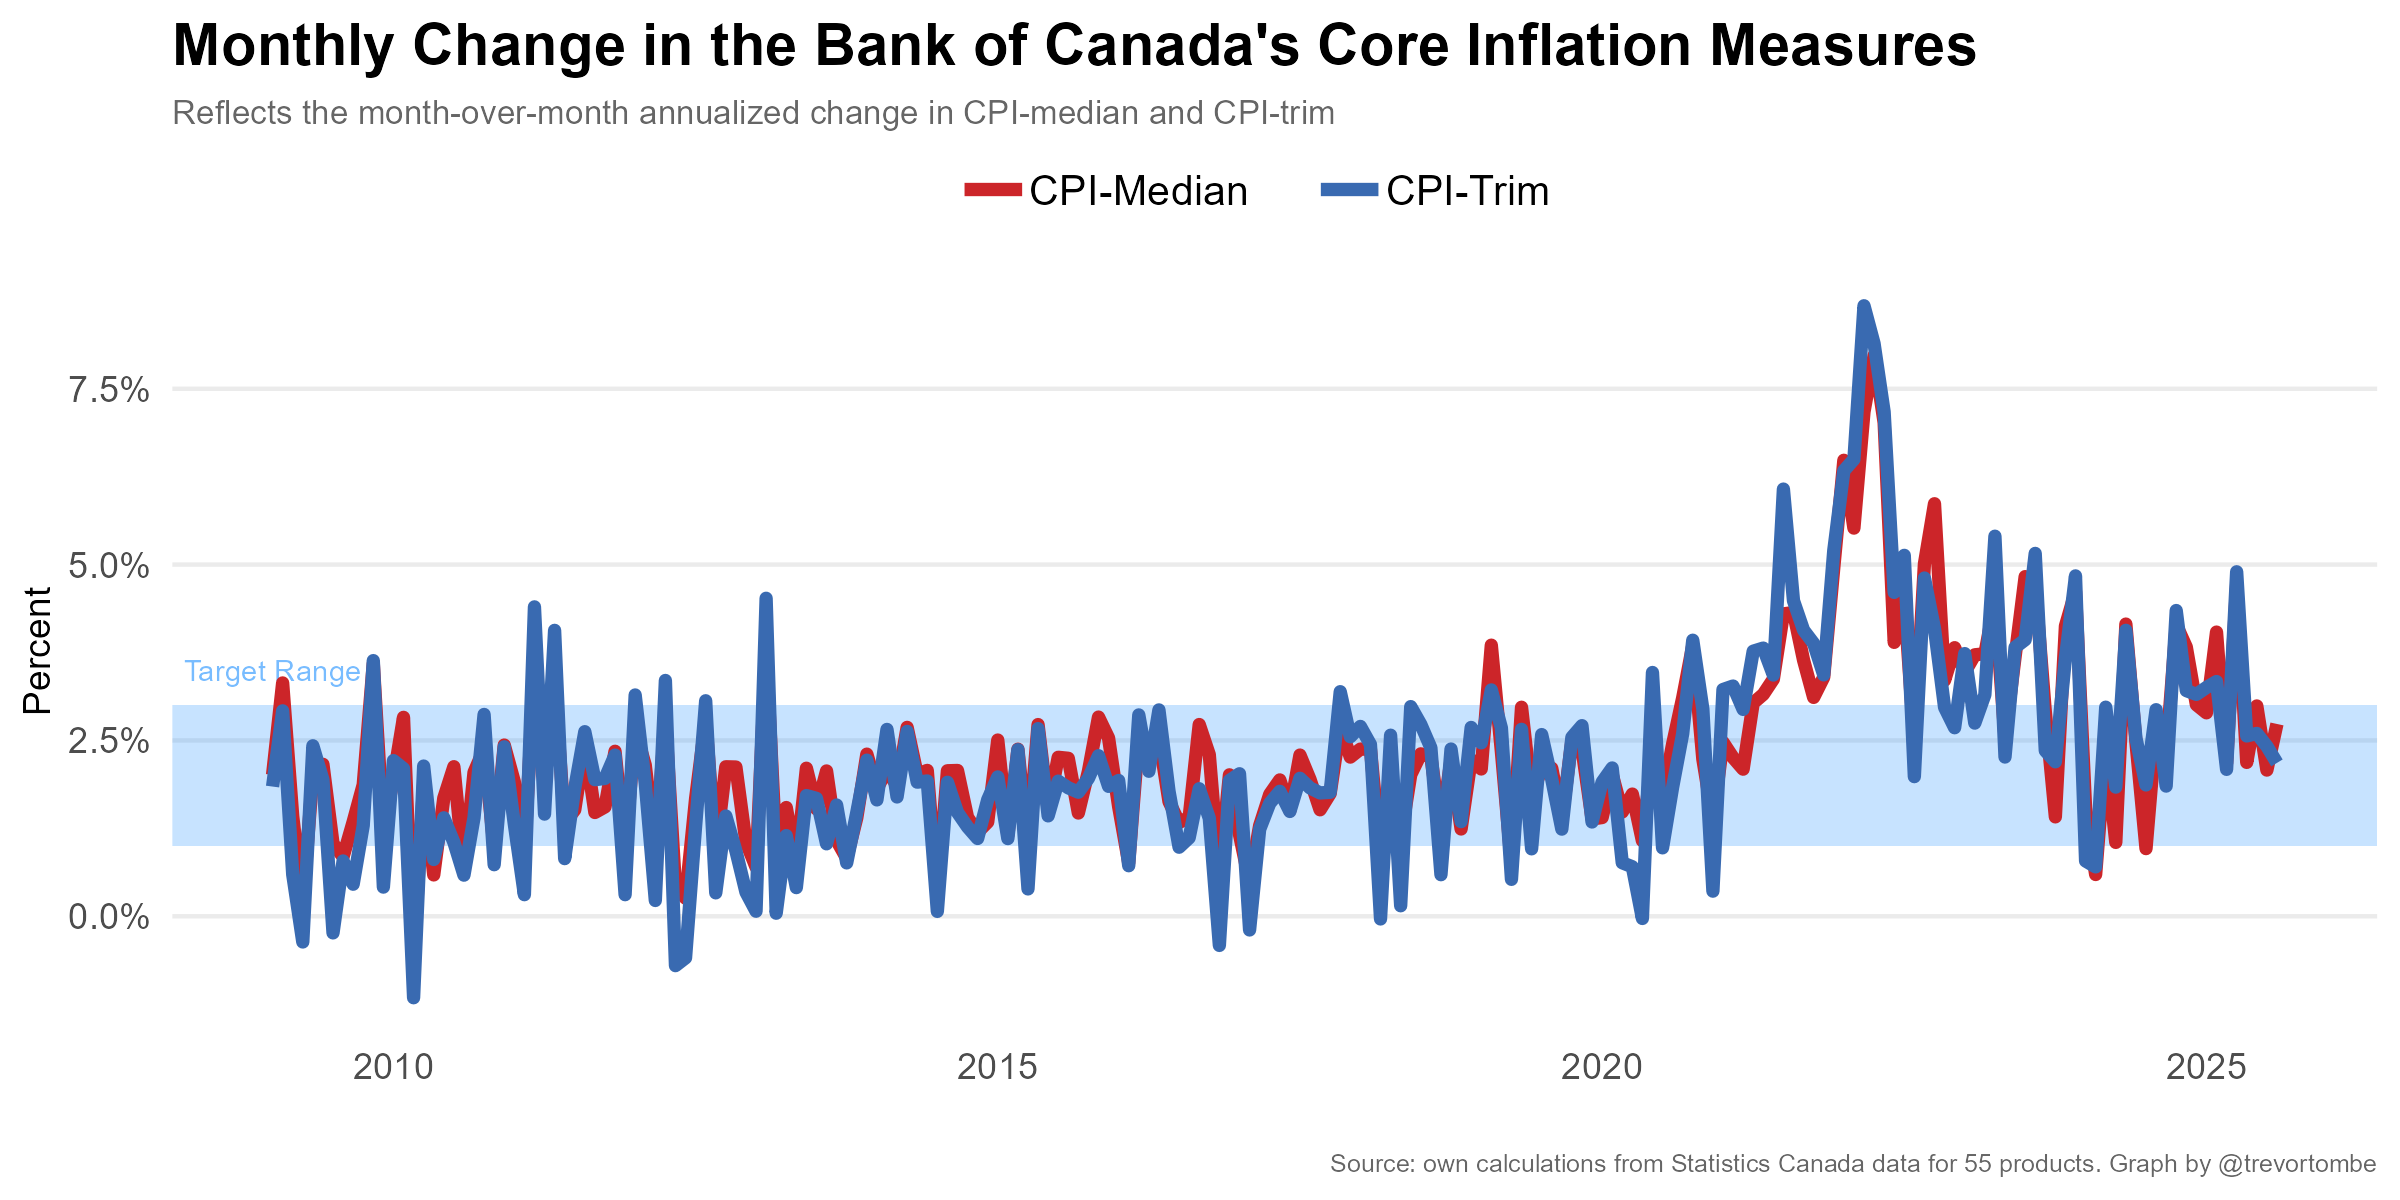 Monthly Change in the Bank of Canada's Core Inflation Measures
Reflects the month-over-month annualized change in CPI-median and CPI-trim
CPI-Median
CPI-Trim
7.5%
5.0%
2.5%
0.0%
Percent
Target Range
2010
2015
2020
2025
Source: own calculations from Statistics Canada data for 55 products. Graph by @trevortombe